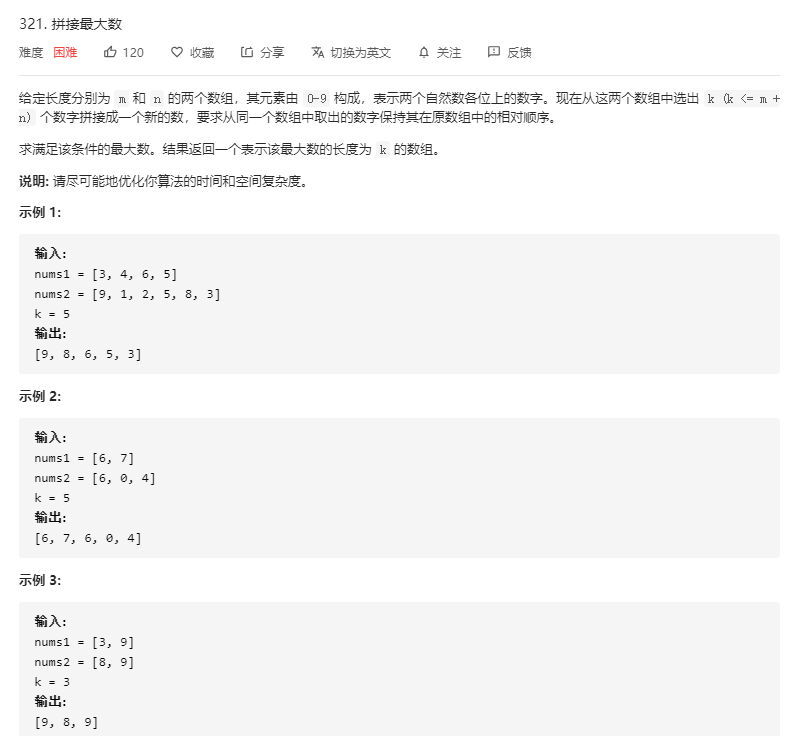 321. 拼接最大数
难度 困难 120 收藏 分享 切换为英文 关注 反馈
给定长度分别为 m 和 n 的两个数组，其元素由 0-9 构成，表示两个自然数各位上的数字。现在从这两个数组中选出 k (k <= m +
n) 个数字拼接成一个新的数，要求从同一个数组中取出的数字保持其在原数组中的相对顺序。
求满足该条件的最大数。结果返回一个表示该最大数的长度为 k 的数组。
说明: 请尽可能地优化你算法的时间和空间复杂度。
示例 1:
输入:
nums1 = [3, 4, 6, 5]
nums2 = [9, 1, 2, 5, 8, 3]
k = 5
输出:
[9, 8, 6, 5, 3]
示例 2:
输入:
nums1 = [6, 7]
nums2 = [6, 0, 4]
k = 5
输出:
[6, 7, 6, 0, 4]
示例 3:
输入:
nums1 = [3, 9]
nums2 = [8, 9]
k = 3
输出:
[9, 8, 9]